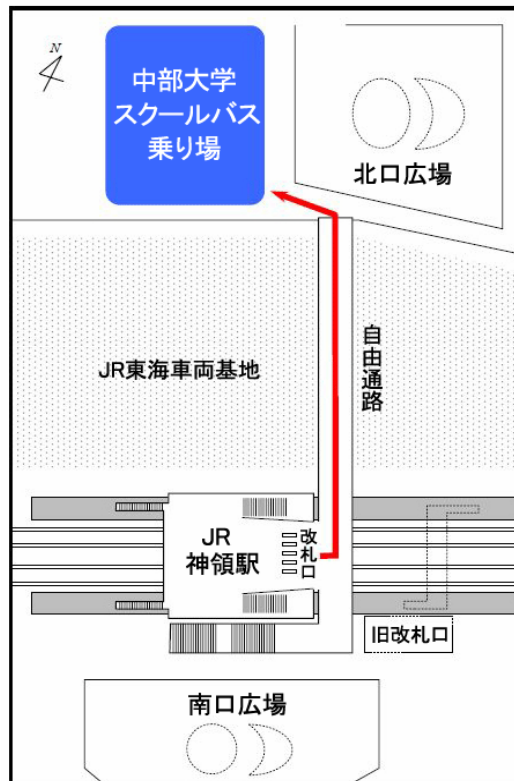 N
中部大学
スクールバス
乗り場
北口広場
自由通路
JR東海車両基地
JR
神領駅
改札口
旧改札口
南口広場